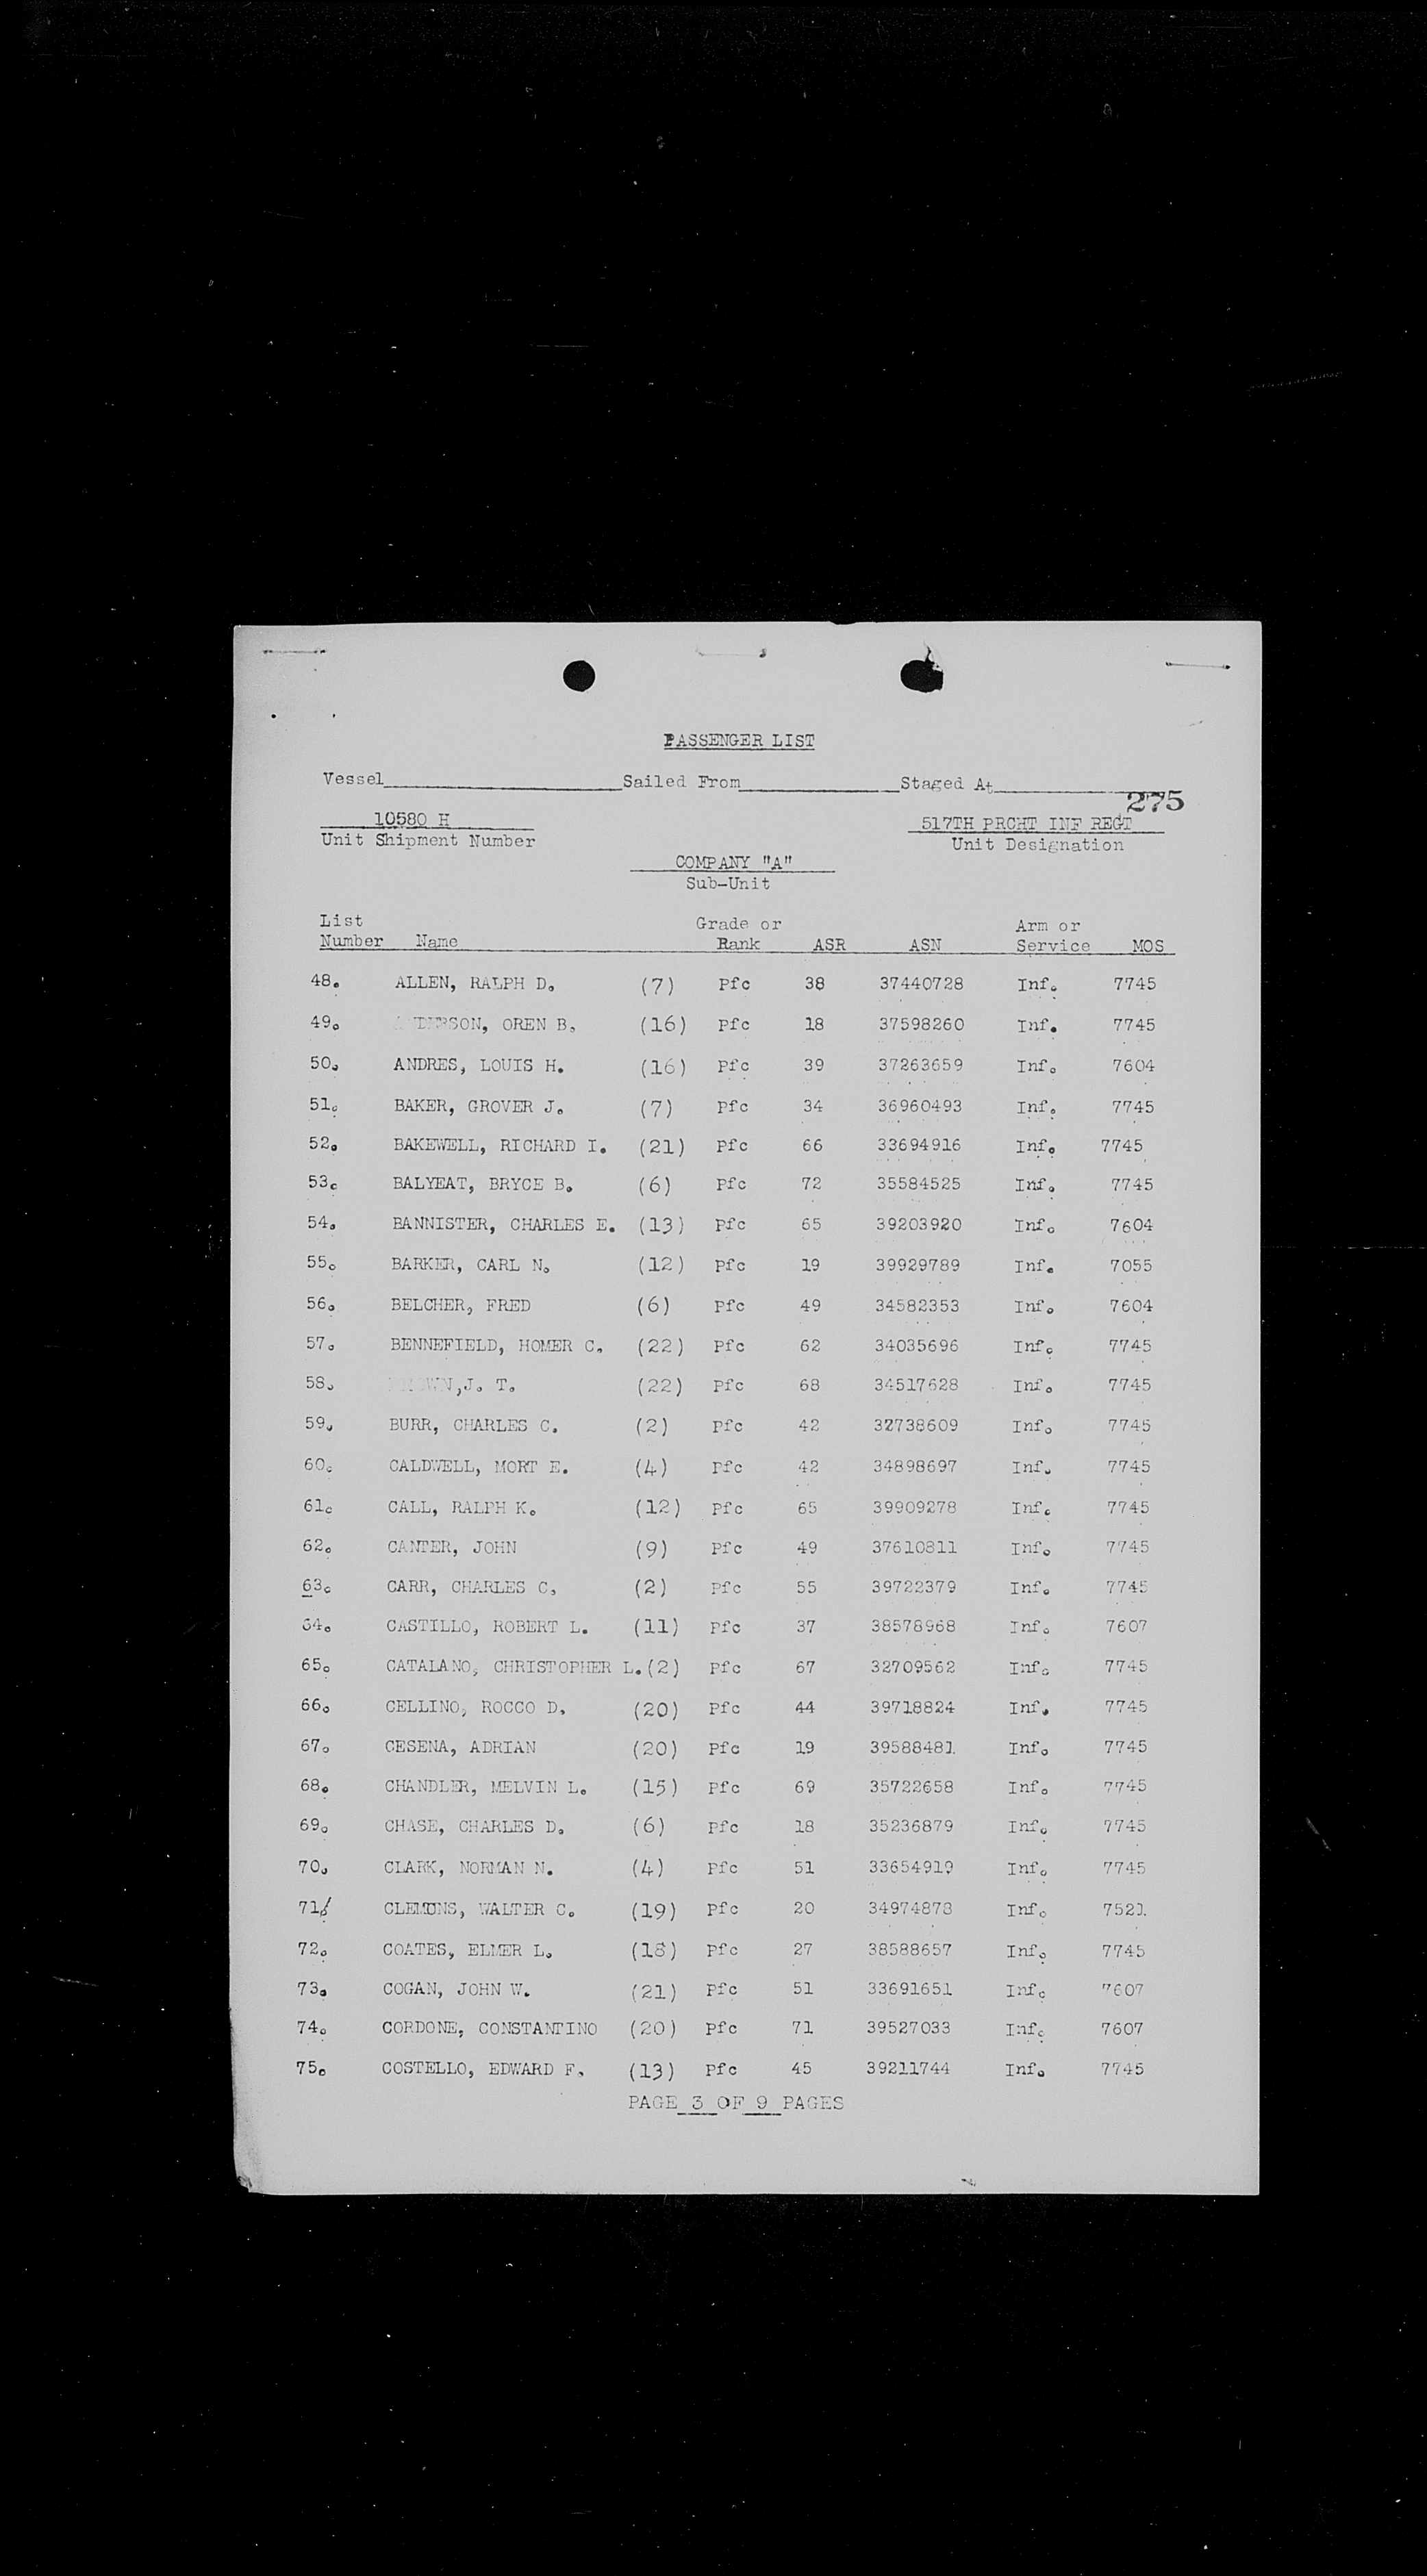 PASSENGER LIST
Vessel Sailed From Staged At
275
10580 H 517TH PRCHT INF REGT
Unit Shipment Number Unit Designation
COMPANY "A"
Sub-Unit
List Grade or Arm or
Number Name Rank ASR ASN Service MOS
48. ALLEN, RALPH D. (7) Pfc 38 37440728 Inf. 7745
49. OREN B. (16) Pfc 18 37598260 Inf. 7745
50. ANDRES, LOUIS H. (16) Pfc 39 37263659 Inf. 7604
51. BAKER, GROVER J. (7) Pfc 34 36960493 Inf. 7745
52. BAKEWELL, RICHARD I. (21) Pfc 66 33694916 Inf. 7745
53. BALYEAT, BRYCE B. (6) Pfc 72 35584525 Inf. 7745
54. BANNISTER, CHARLES E. (13) Pfc 65 39203920 Inf. 7604
55. BARKER, CARL N. (12) Pfc 19 39929789 Inf. 7055
56. BELCHER, FRED (6) Pfc 49 34582353 Inf. 7604
57. BENNEFIELD, HOMER C. (22) Pfc 62 34035696 Inf. 7745
58. J. T. (22) Pfc 68 34517628 Inf. 7745
59. BURR, CHARLES C. (2) Pfc 42 32738609 Inf. 7745
60. CALDWELL, MORT E. (4) Pfc 42 34898697 Inf. 7745
61. CALL, RALPH K. (12) Pfc 65 39909278 Inf. 7745
62. CANTER, JOHN (9) Pfc 49 37610811 Inf. 7745
63. CARR, CHARLES C. (2) Pfc 55 39722379 Inf. 7745
64. CASTILLO, ROBERT L. (11) Pfc 37 38578968 Inf. 7607
65. CATALANO, CHRISTOPHER L. (2) Pfc 67 32709562 Inf. 7745
66. CELLINO, ROCCO D. (20) Pfc 44 39718824 Inf. 7745
67. CESENA, ADRIAN (20) Pfc 19 39588481 Inf. 7745
68. CHANDLER, MELVIN L. (15) Pfc 69 35722658 Inf. 7745
69. CHASE, CHARLES D. (6) Pfc 18 35236879 Inf. 7745
70. CLARK, NORMAN N. (4) Pfc 51 33654919 Inf. 7745
71. CLEMONS, WALTER C. (19) Pfc 20 34974878 Inf. 7521
72. COATES, ELMER L. (18) Pfc 27 38588657 Inf. 7745
73. COGAN, JOHN W. (21) Pfc 51 33691651 Inf. 7607
74. CORDONE, CONSTANTINO (20) Pfc 71 39527033 Inf. 7607
75. COSTELLO, EDWARD F. (13) Pfc 45 39211744 Inf. 7745
PAGE 3 OF 9 PAGES